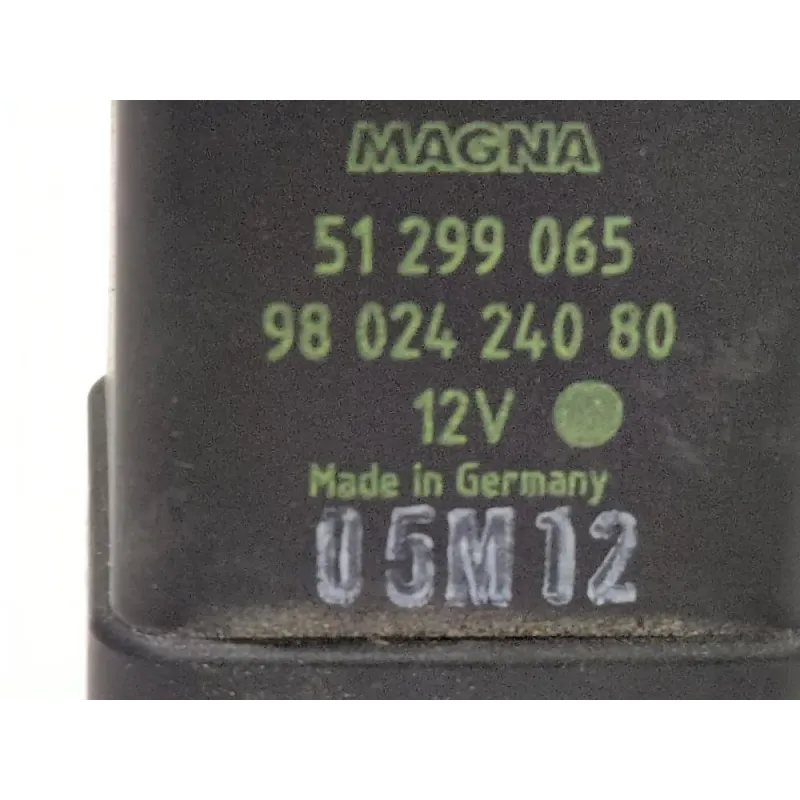 MAGNA
51 299 065
98 024 240 80
12V
Made in Germany
05M12